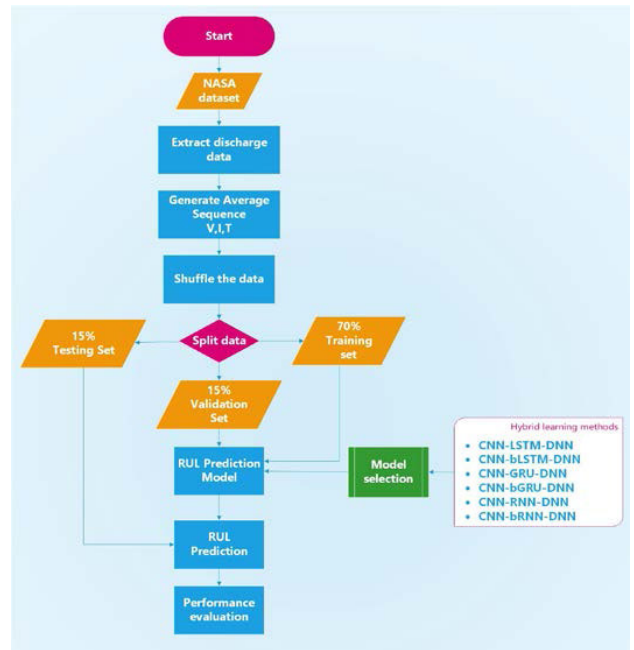 Start
NASA
dataset
Extract discharge
data
Generate Average
Sequence
V,I,T
Shuffle the data
15%
Testing Set
Split data
70%
Training
set
15%
Validation
Set
RUL Prediction
Model
Model
selection
Hybrid learning methods
• CNN-LSTM-DNN
• CNN-bLSTM-DNN
• CNN-GRU-DNN
• CNN-bGRU-DNN
• CNN-RNN-DNN
• CNN-bRNN-DNN
RUL
Prediction
Performance
evaluation